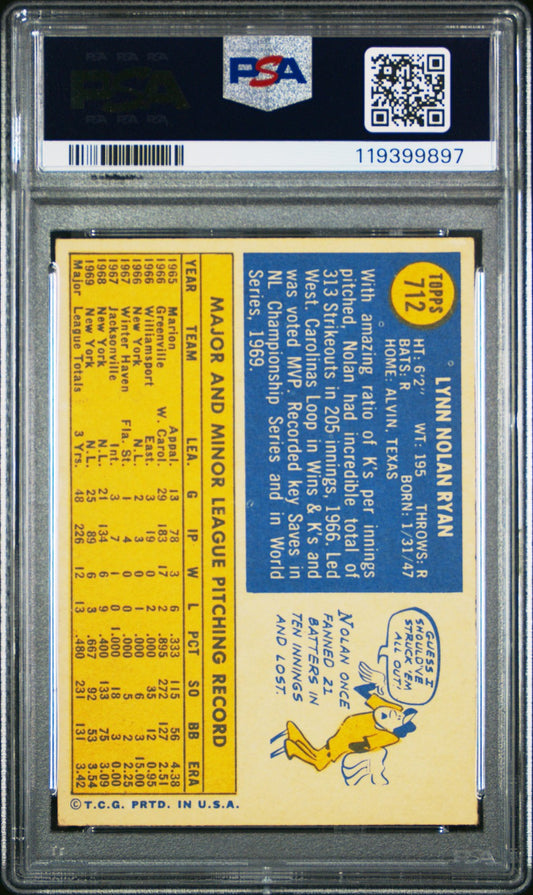 PSA
PSA
119399897
TOPPS
712
LYNN NOLAN RYAN
HT: 6'2" WT: 195 THROWS: R
BATS: R BORN: 1/31/47
HOME: ALVIN, TEXAS
With amazing ratio of K's per innings
pitched, Nolan had incredible total of
313 Strikeouts in 205 innings, 1966. Led
West. Carolinas Loop in Wins & K's and
was voted MVP. Recorded key Saves in
NL Championship Series and in World
Series, 1969.
GUESS I
SHOULD'VE
STRUCK 'EM
ALL OUT!
NOLAN ONCE
FANNED 21
BATTERS IN
TEN INNINGS
AND LOST.
MAJOR AND MINOR LEAGUE PITCHING RECORD
YEAR TEAM LEA. G IP W L PCT SO BB ERA
1965 Marion Appal. 13 78 3 6 .333 115 56 4.38
1966 Greenville W. Carol. 29 183 17 2 .895 272 127 2.51
1966 Williamsport East. 3 19 0 2 .000 35 12 0.95
1966 New York N.L. 2 3 0 1 .000 6 3 15.00
1967 Winter Haven Fla. St. 1 4 0 0 .000 5 2 2.25
1967 Jacksonville Int. 3 7 1 0 1.000 18 3 0.00
1968 New York N.L. 21 134 6 9 .400 133 75 3.09
1969 New York N.L. 25 89 6 3 .667 92 53 3.54
Major League Totals 3 Yrs. 48 226 12 13 .480 231 131 3.42
© T.C.G. PRTD. IN U.S.A.
PSA